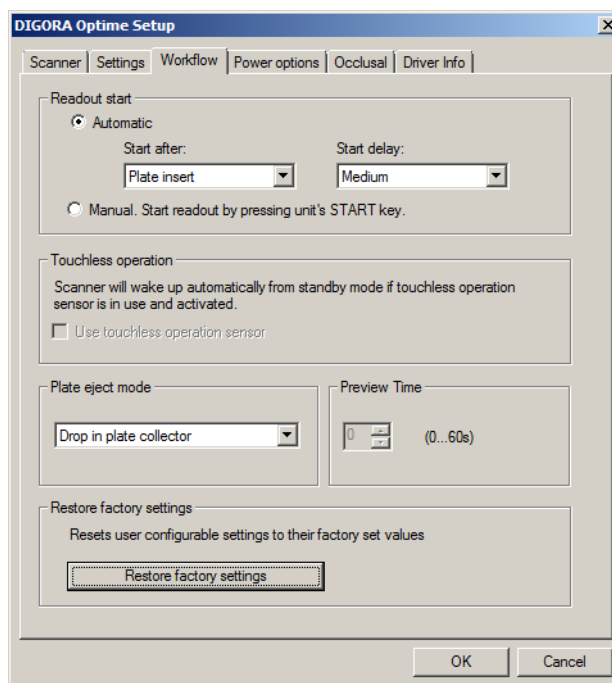 DIGORA Optime Setup
Scanner Settings Workflow Power options Occlusal Driver Info
Readout start
Automatic
Start after: Start delay:
Plate insert Medium
Manual. Start readout by pressing unit's START key.
Touchless operation
Scanner will wake up automatically from standby mode if touchless operation
sensor is in use and activated.
Use touchless operation sensor
Plate eject mode Preview Time
Drop in plate collector 0 (0...60s)
Restore factory settings
Resets user configurable settings to their factory set values
Restore factory settings
OK Cancel